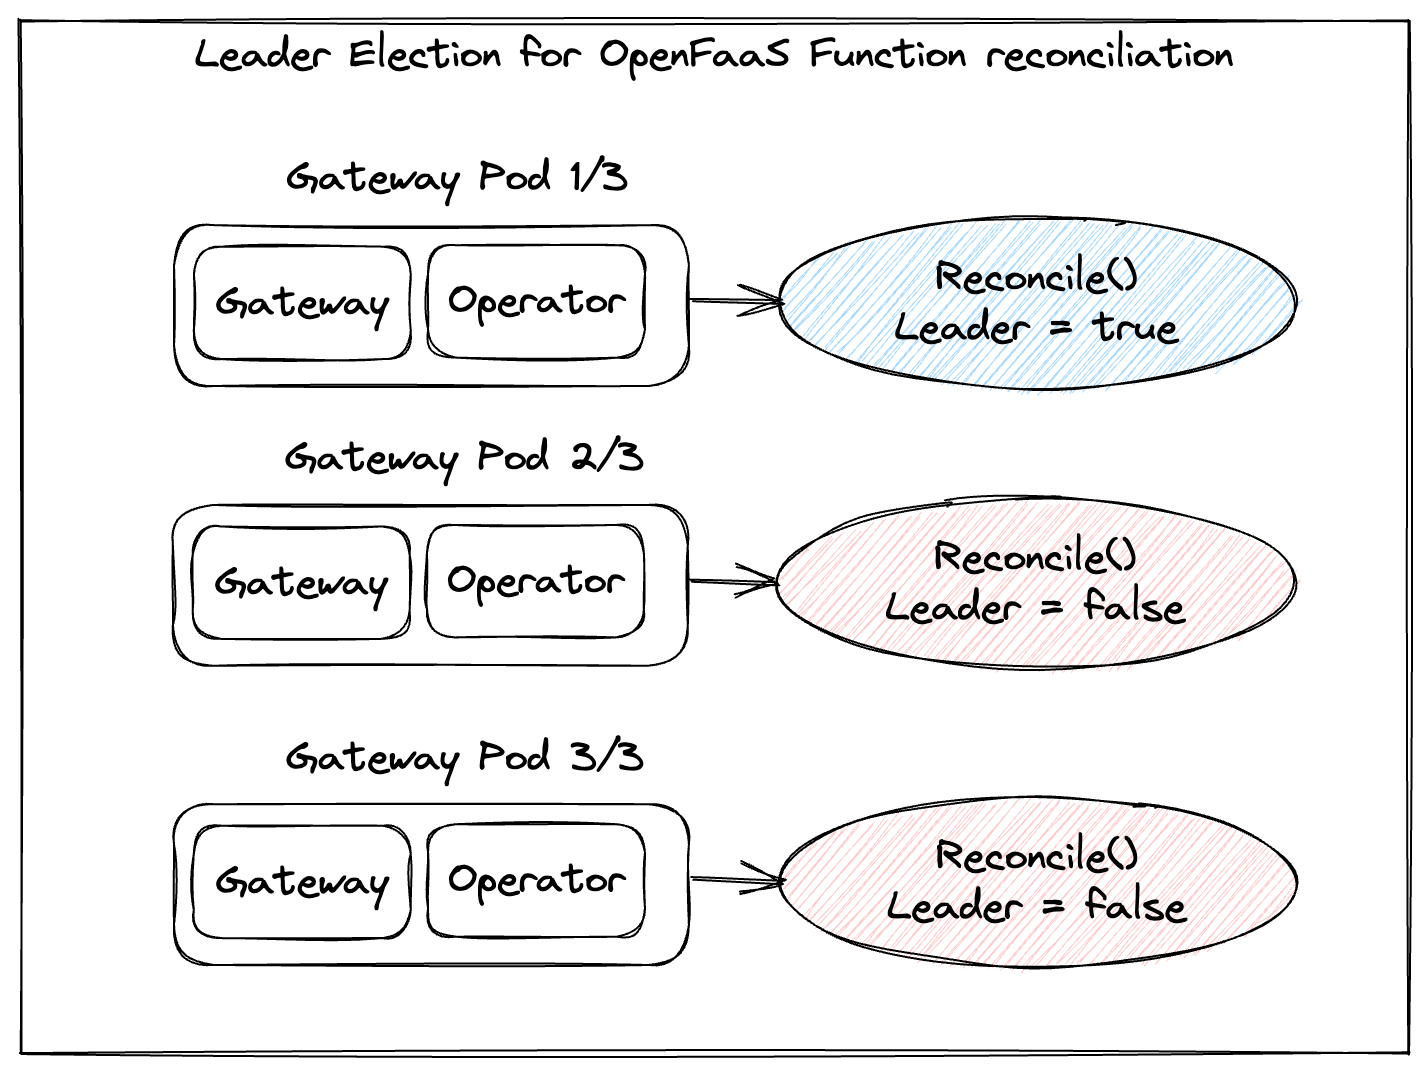 Leader Election for OpenFaaS Function reconciliation
Gateway Pod 1/3
Gateway
Operator
Reconcile()
Leader = true
Gateway Pod 2/3
Gateway
Operator
Reconcile()
Leader = false
Gateway Pod 3/3
Gateway
Operator
Reconcile()
Leader = false